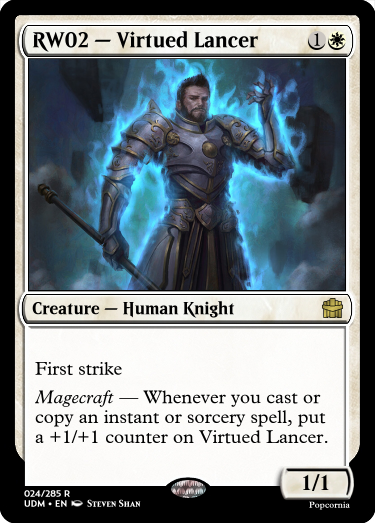 RW02 — Virtued Lancer 1
Creature — Human Knight
First strike
Magecraft — Whenever you cast or
copy an instant or sorcery spell, put
a +1/+1 counter on Virtued Lancer.
1/1
024/285 R
UDM • EN Steven Shan
Popcornia